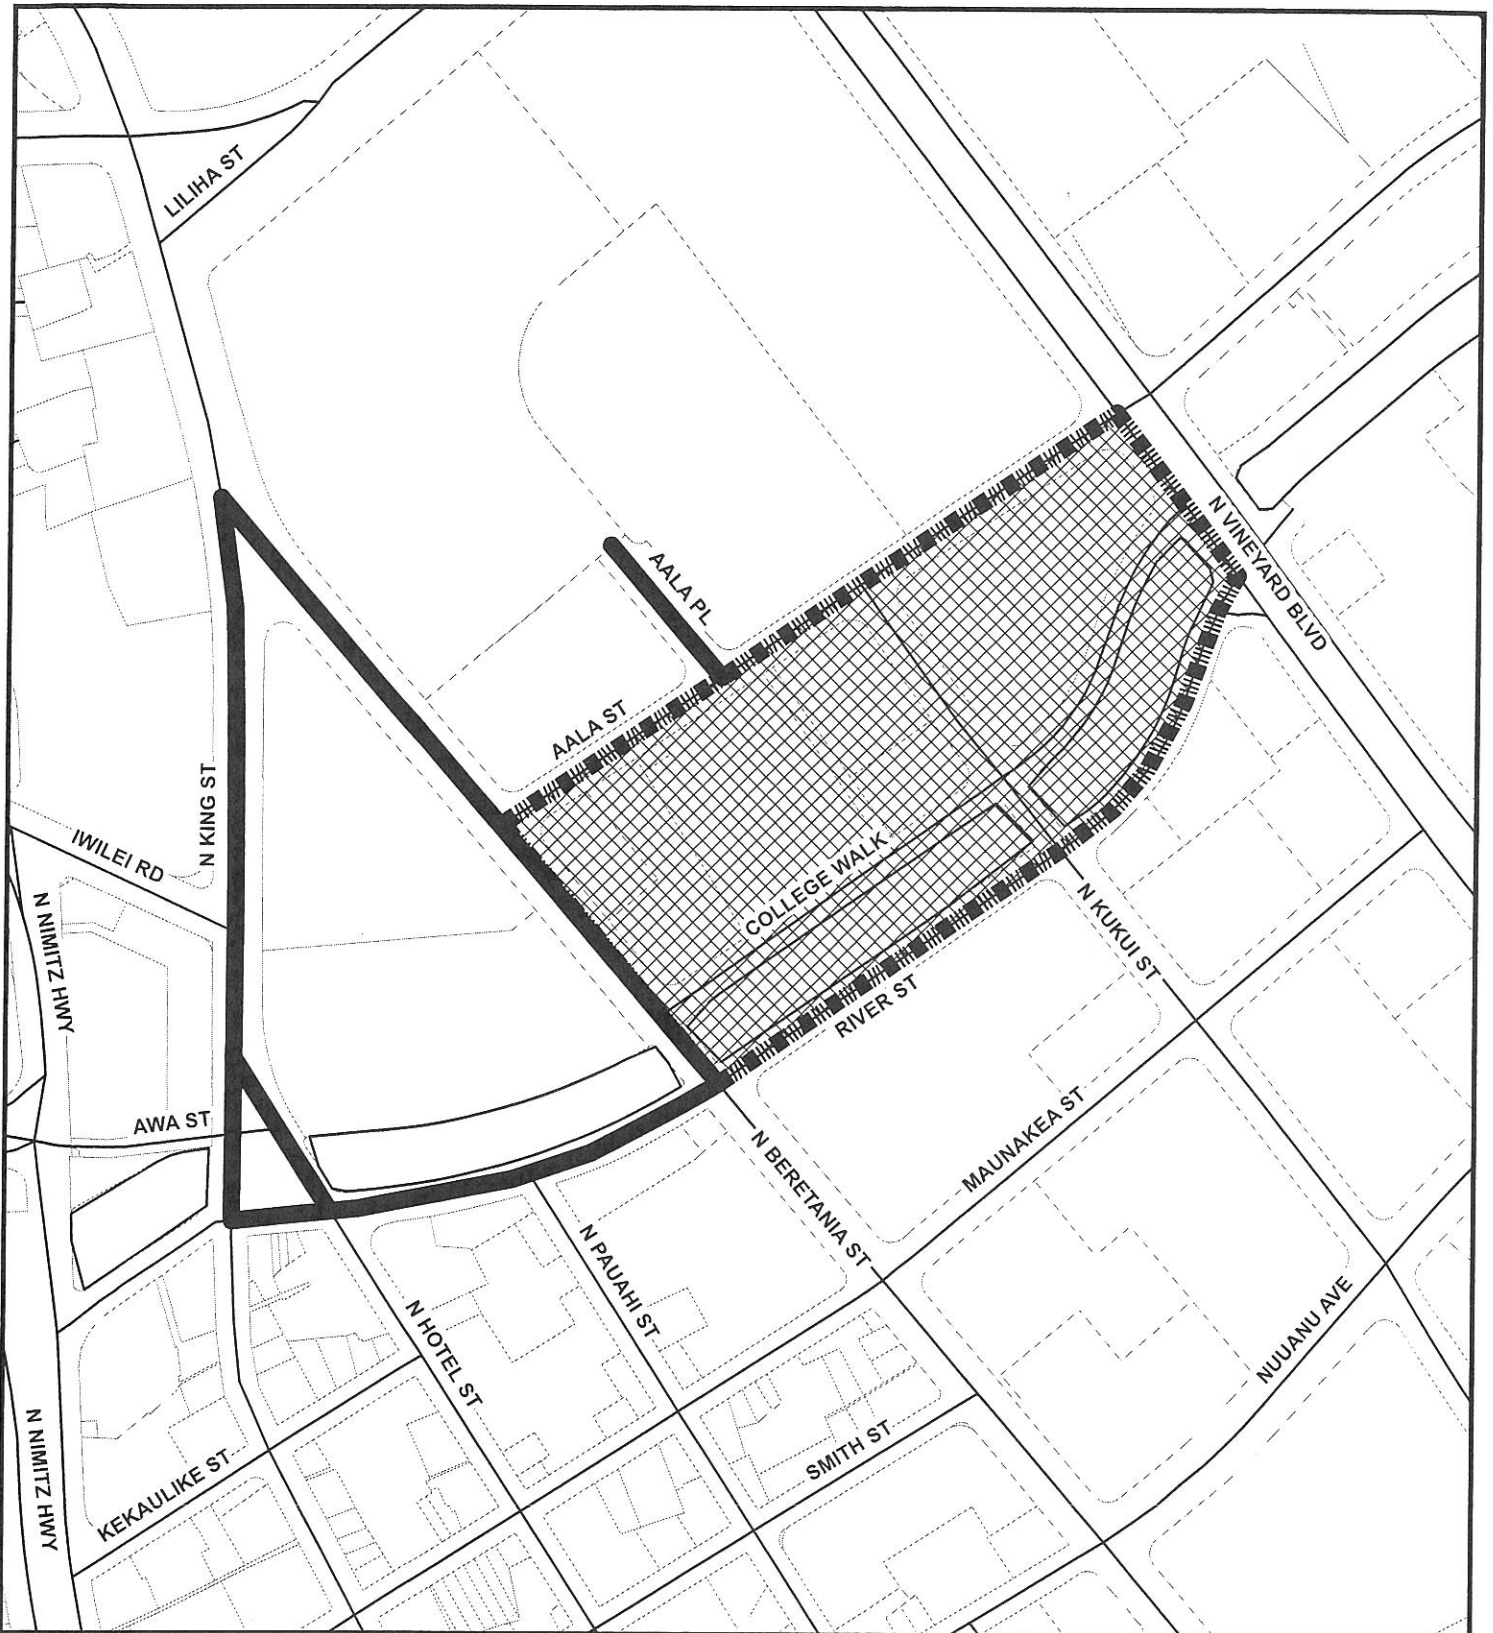 LILIHA ST
N VINEYARD BLVD
AALA PL
AALA ST
N KING ST
IWILEI RD
COLLEGE WALK
N NIMITZ HWY
N KUKUI ST
RIVER ST
AWA ST
MAUNAKEA ST
N BERETANIA ST
N PAUAHI ST
N HOTEL ST
NUUANU AVE
SMITH ST
N NIMITZ HWY
KEKAULIKE ST